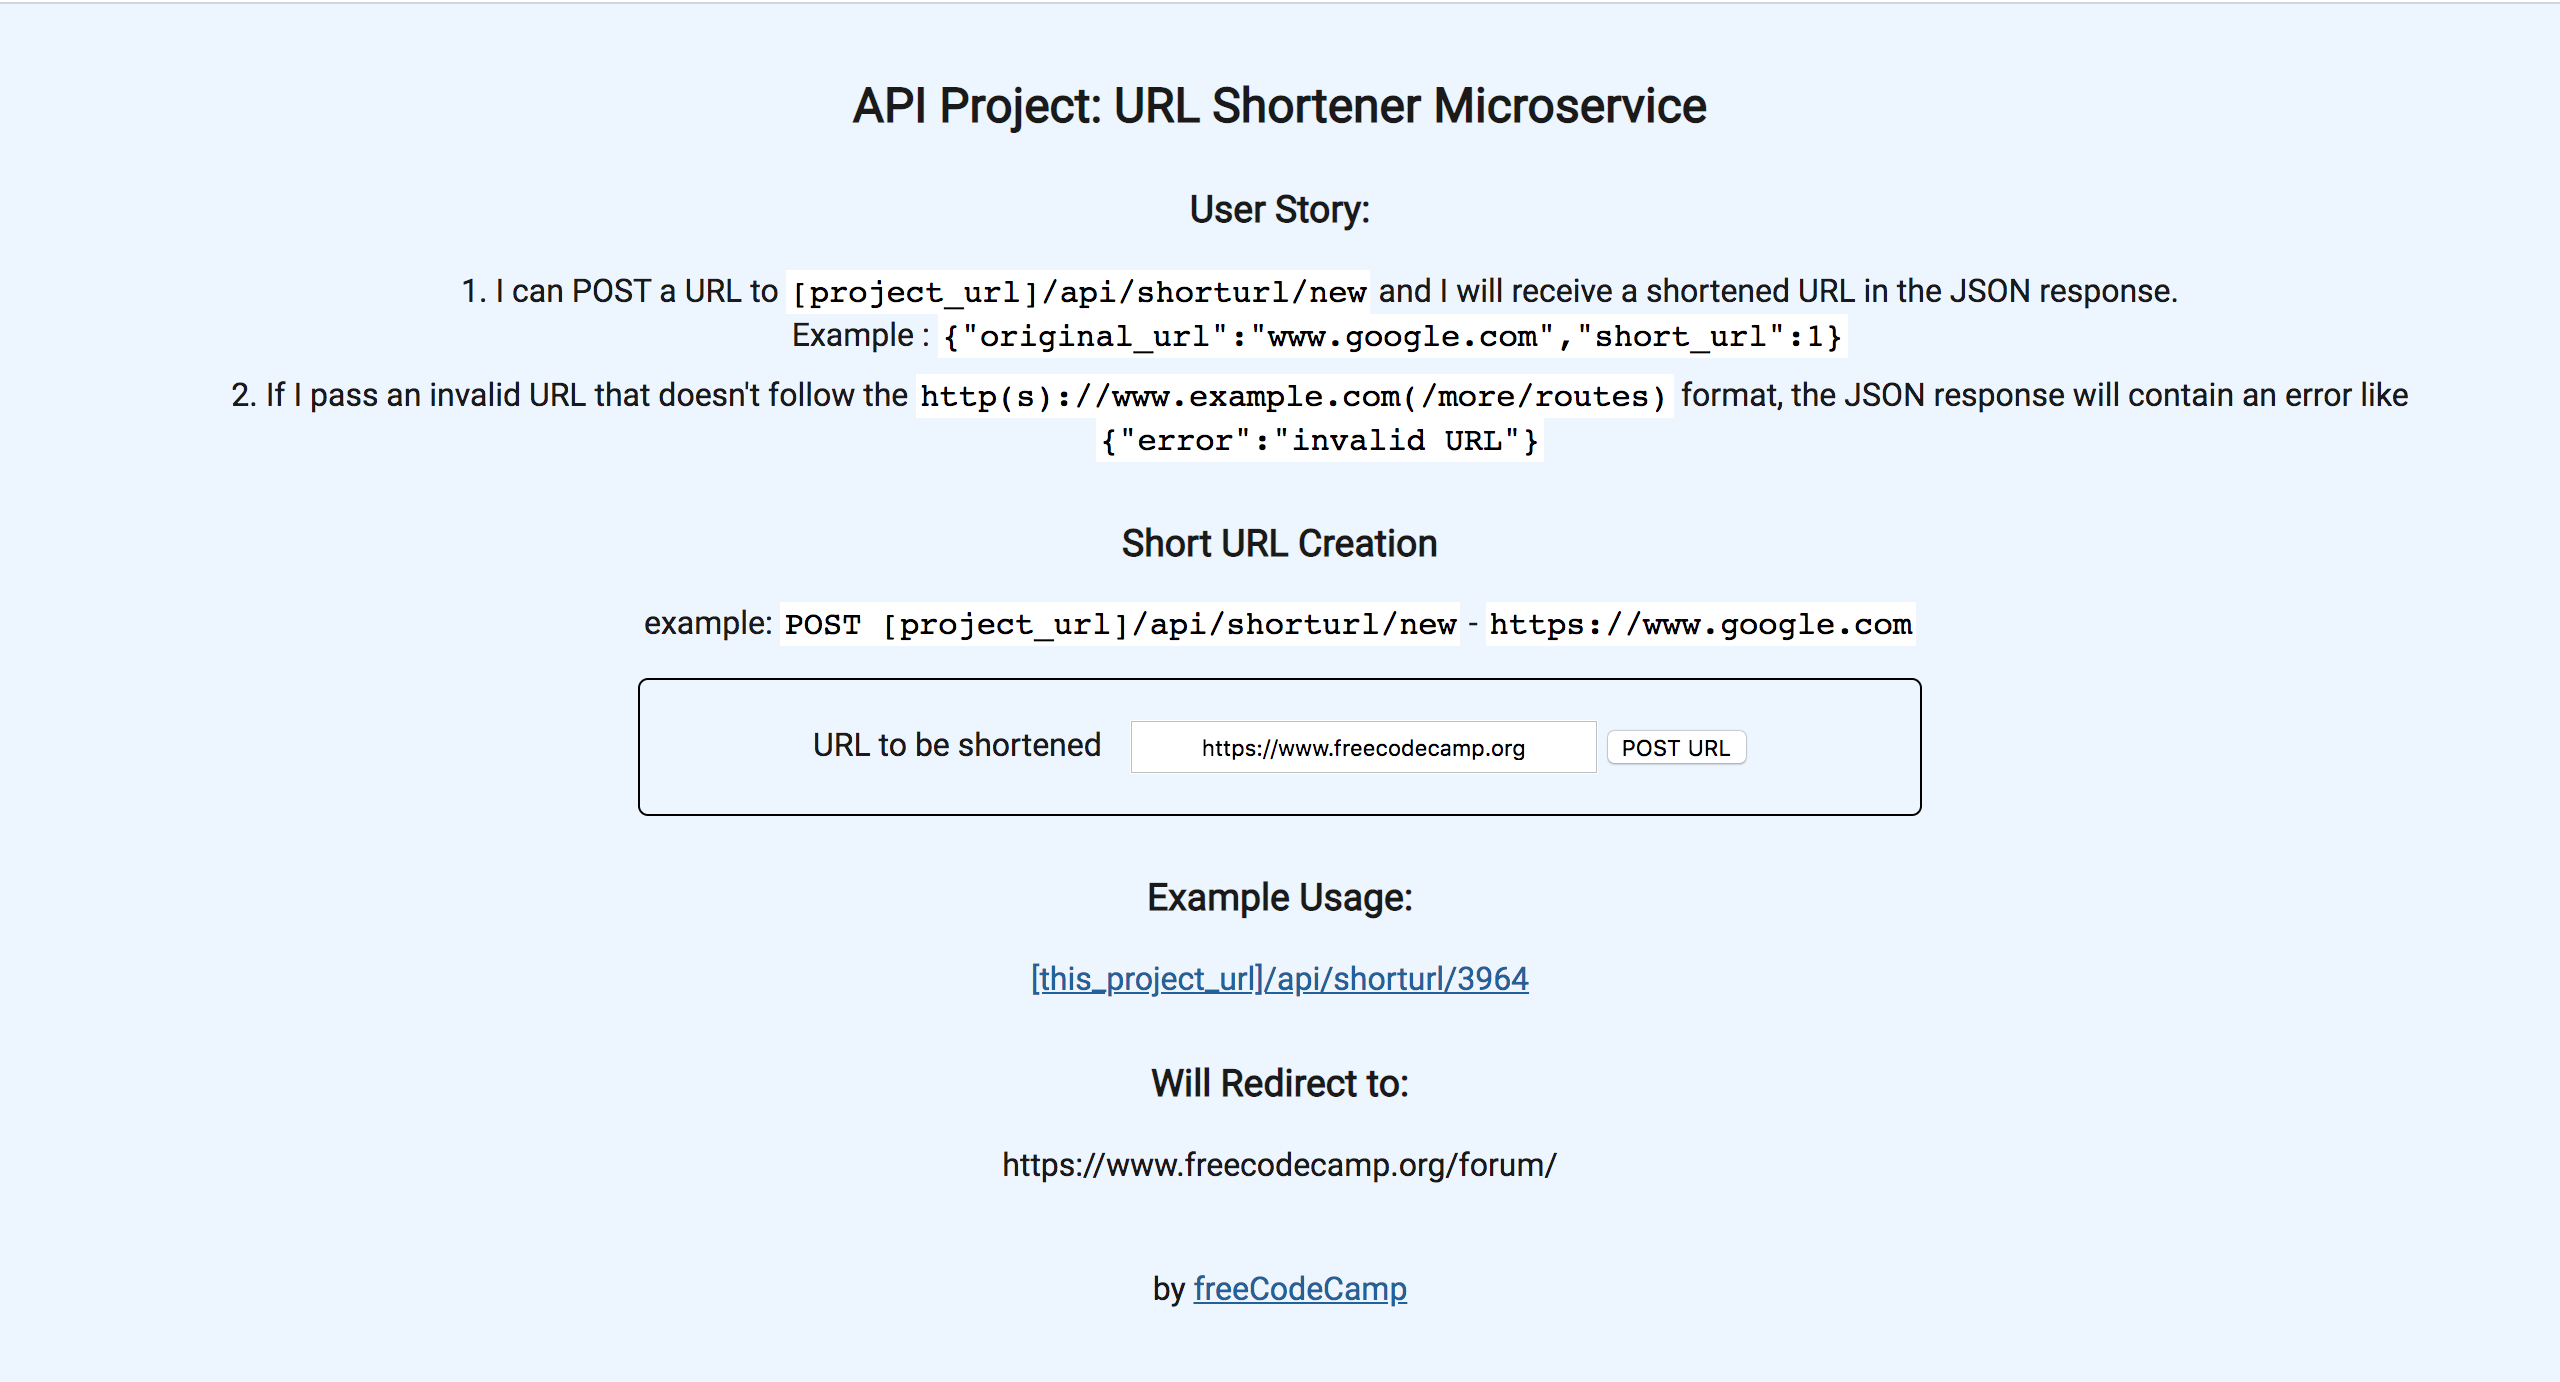 API Project: URL Shortener Microservice
User Story:
1. I can POST a URL to [project_url]/api/shorturl/new and I will receive a shortened URL in the JSON response.
Example : {"original_url":"www.google.com","short_url":1}
2. If I pass an invalid URL that doesn't follow the http(s)://www.example.com(/more/routes) format, the JSON response will contain an error like
{"error":"invalid URL"}
Short URL Creation
example: POST [project_url]/api/shorturl/new - https://www.google.com
URL to be shortened https://www.freecodecamp.org POST URL
Example Usage:
[this_project_url]/api/shorturl/3964
Will Redirect to:
https://www.freecodecamp.org/forum/
by freeCodeCamp